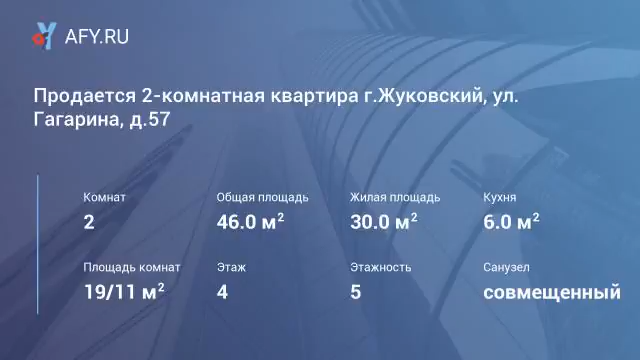 AFY.RU
Продается 2-комнатная квартира г.Жуковский, ул.
Гагарина, д.57
Комнат
Общая площадь
Жилая площадь
Кухня
2
46.0 м²
30.0 м²
6.0 м²
Площадь комнат
Этаж
Этажность
Санузел
19/11 м²
4
5
совмещенный